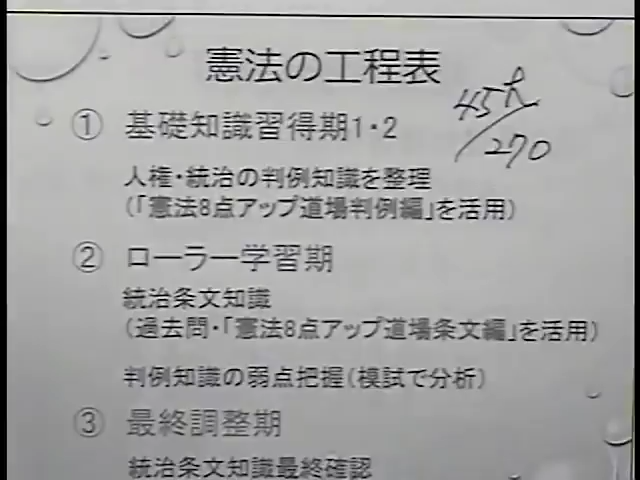 憲法の工程表
45点/270
① 基礎知識習得期1・2
人権・統治の判例知識を整理
(「憲法8点アップ道場判例編」を活用)
② ローラー学習期
統治条文知識
(過去問・「憲法8点アップ道場条文編」を活用)
判例知識の弱点把握(模試で分析)
③ 最終調整期
統治条文知識最終確認